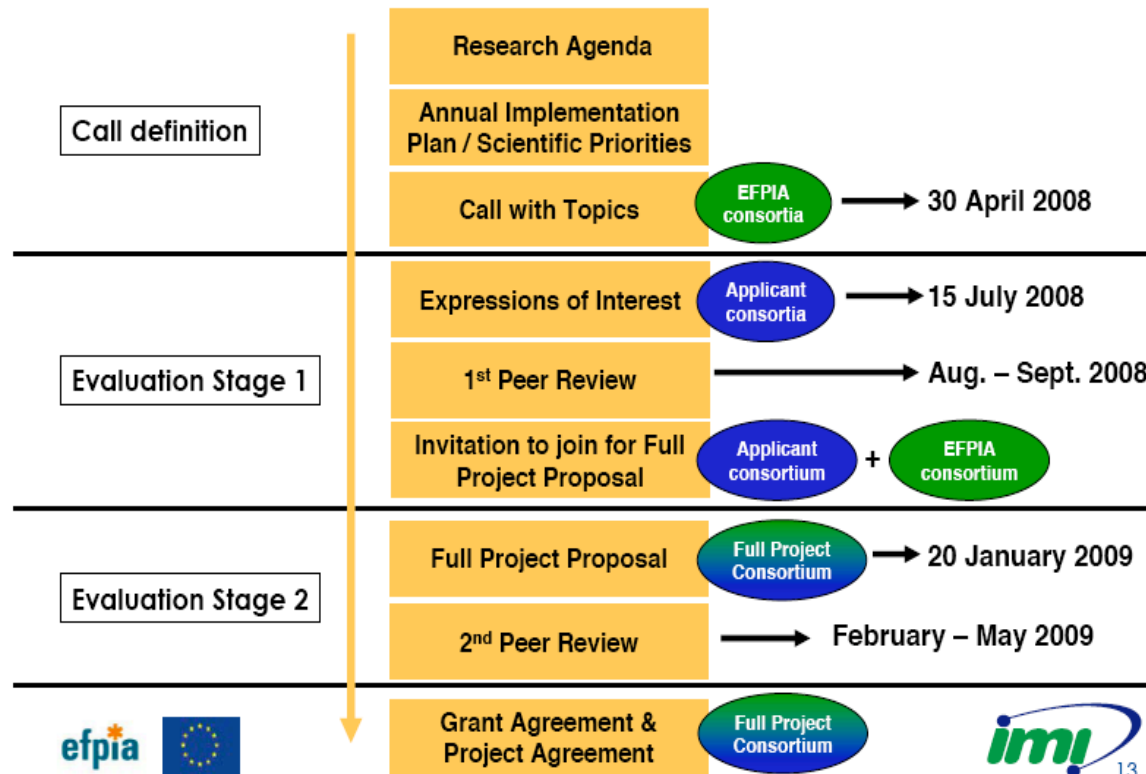 Research Agenda
Call definition
Annual Implementation
Plan / Scientific Priorities
Call with Topics
EFPIA
consortia
30 April 2008
Evaluation Stage 1
Expressions of Interest
Applicant
consortia
15 July 2008
1st Peer Review
Aug. – Sept. 2008
Invitation to join for Full
Project Proposal
Applicant
consortium
+
EFPIA
consortium
Evaluation Stage 2
Full Project Proposal
Full Project
Consortium
20 January 2009
2nd Peer Review
February – May 2009
efpia
Grant Agreement &
Project Agreement
Full Project
Consortium
imi
13